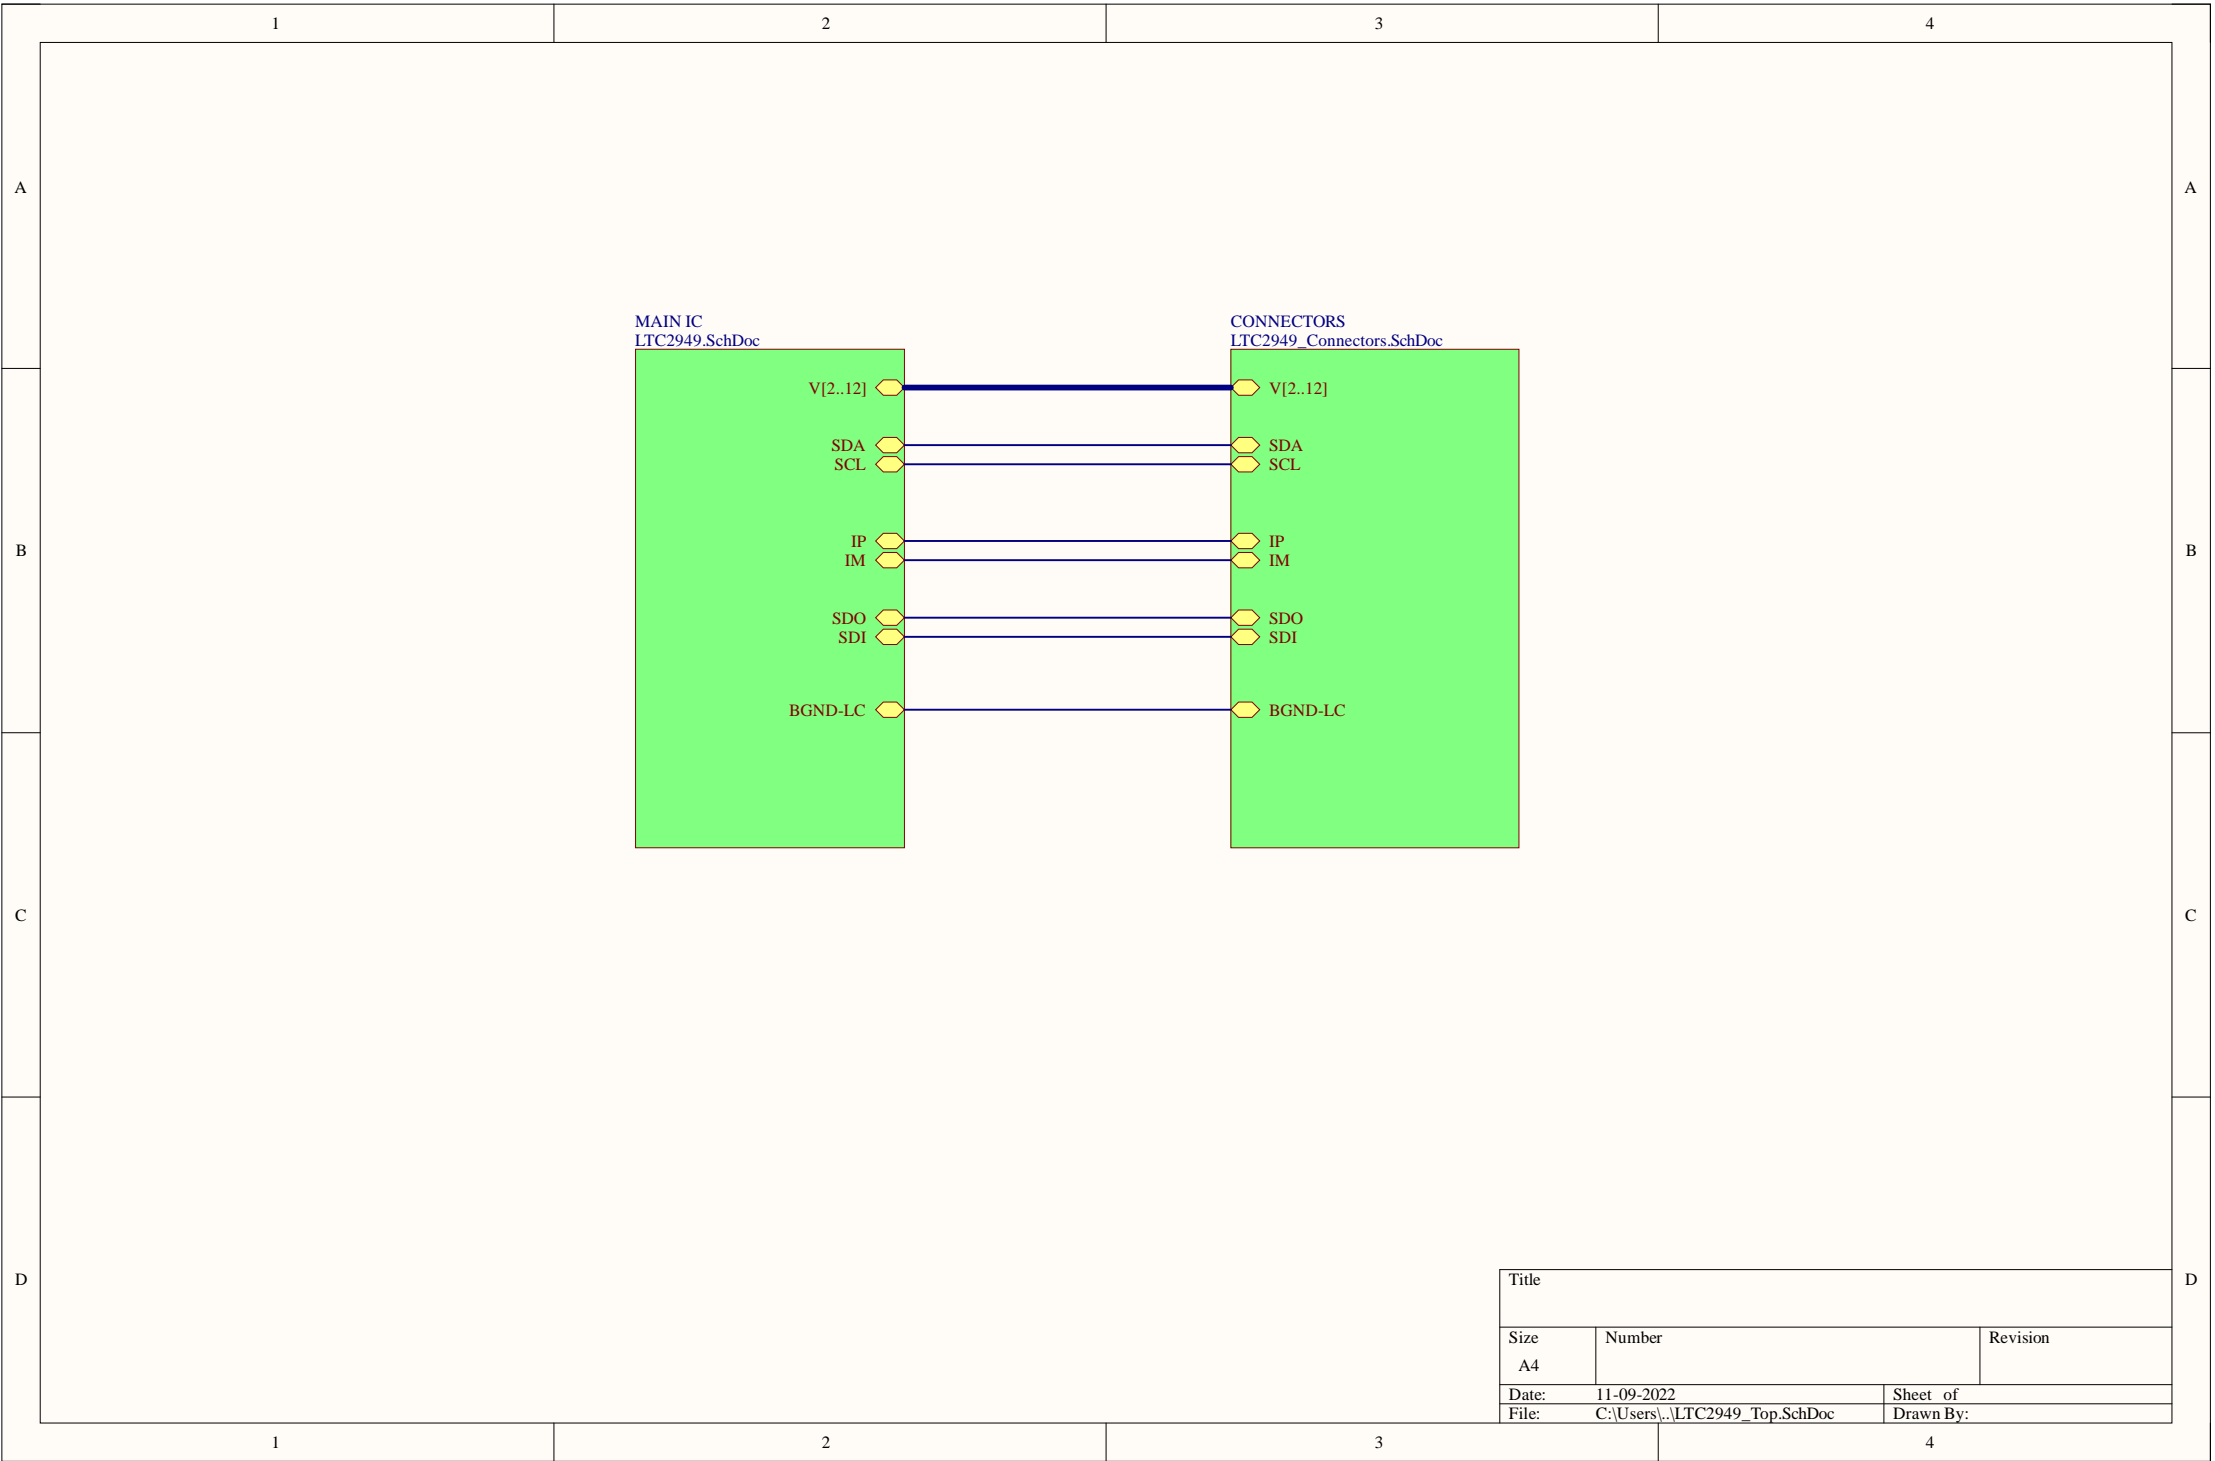 1 2 3 4
A A
MAIN IC
LTC2949.SchDoc
CONNECTORS
LTC2949_Connectors.SchDoc
V[2..12] V[2..12]
SDA SDA
SCL SCL
B B
IP IP
IM IM
SDO SDO
SDI SDI
BGND-LC BGND-LC
C C
D D
Title
Size Number Revision
A4
Date: 11-09-2022 Sheet of
File: C:\Users\..\LTC2949_Top.SchDoc Drawn By:
1 2 3 4